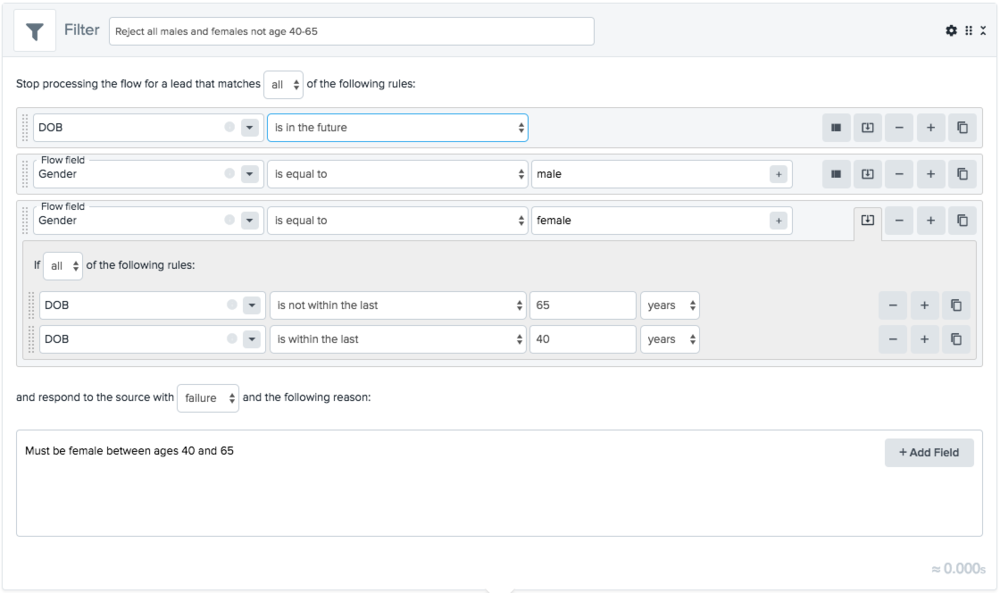 Filter Reject all males and females not age 40-65
Stop processing the flow for a lead that matches all of the following rules:
DOB is in the future
Flow field
Gender is equal to male
Flow field
Gender is equal to female
If all of the following rules:
DOB is not within the last 65 years
DOB is within the last 40 years
and respond to the source with failure and the following reason:
Must be female between ages 40 and 65
+ Add Field
≈ 0.000s